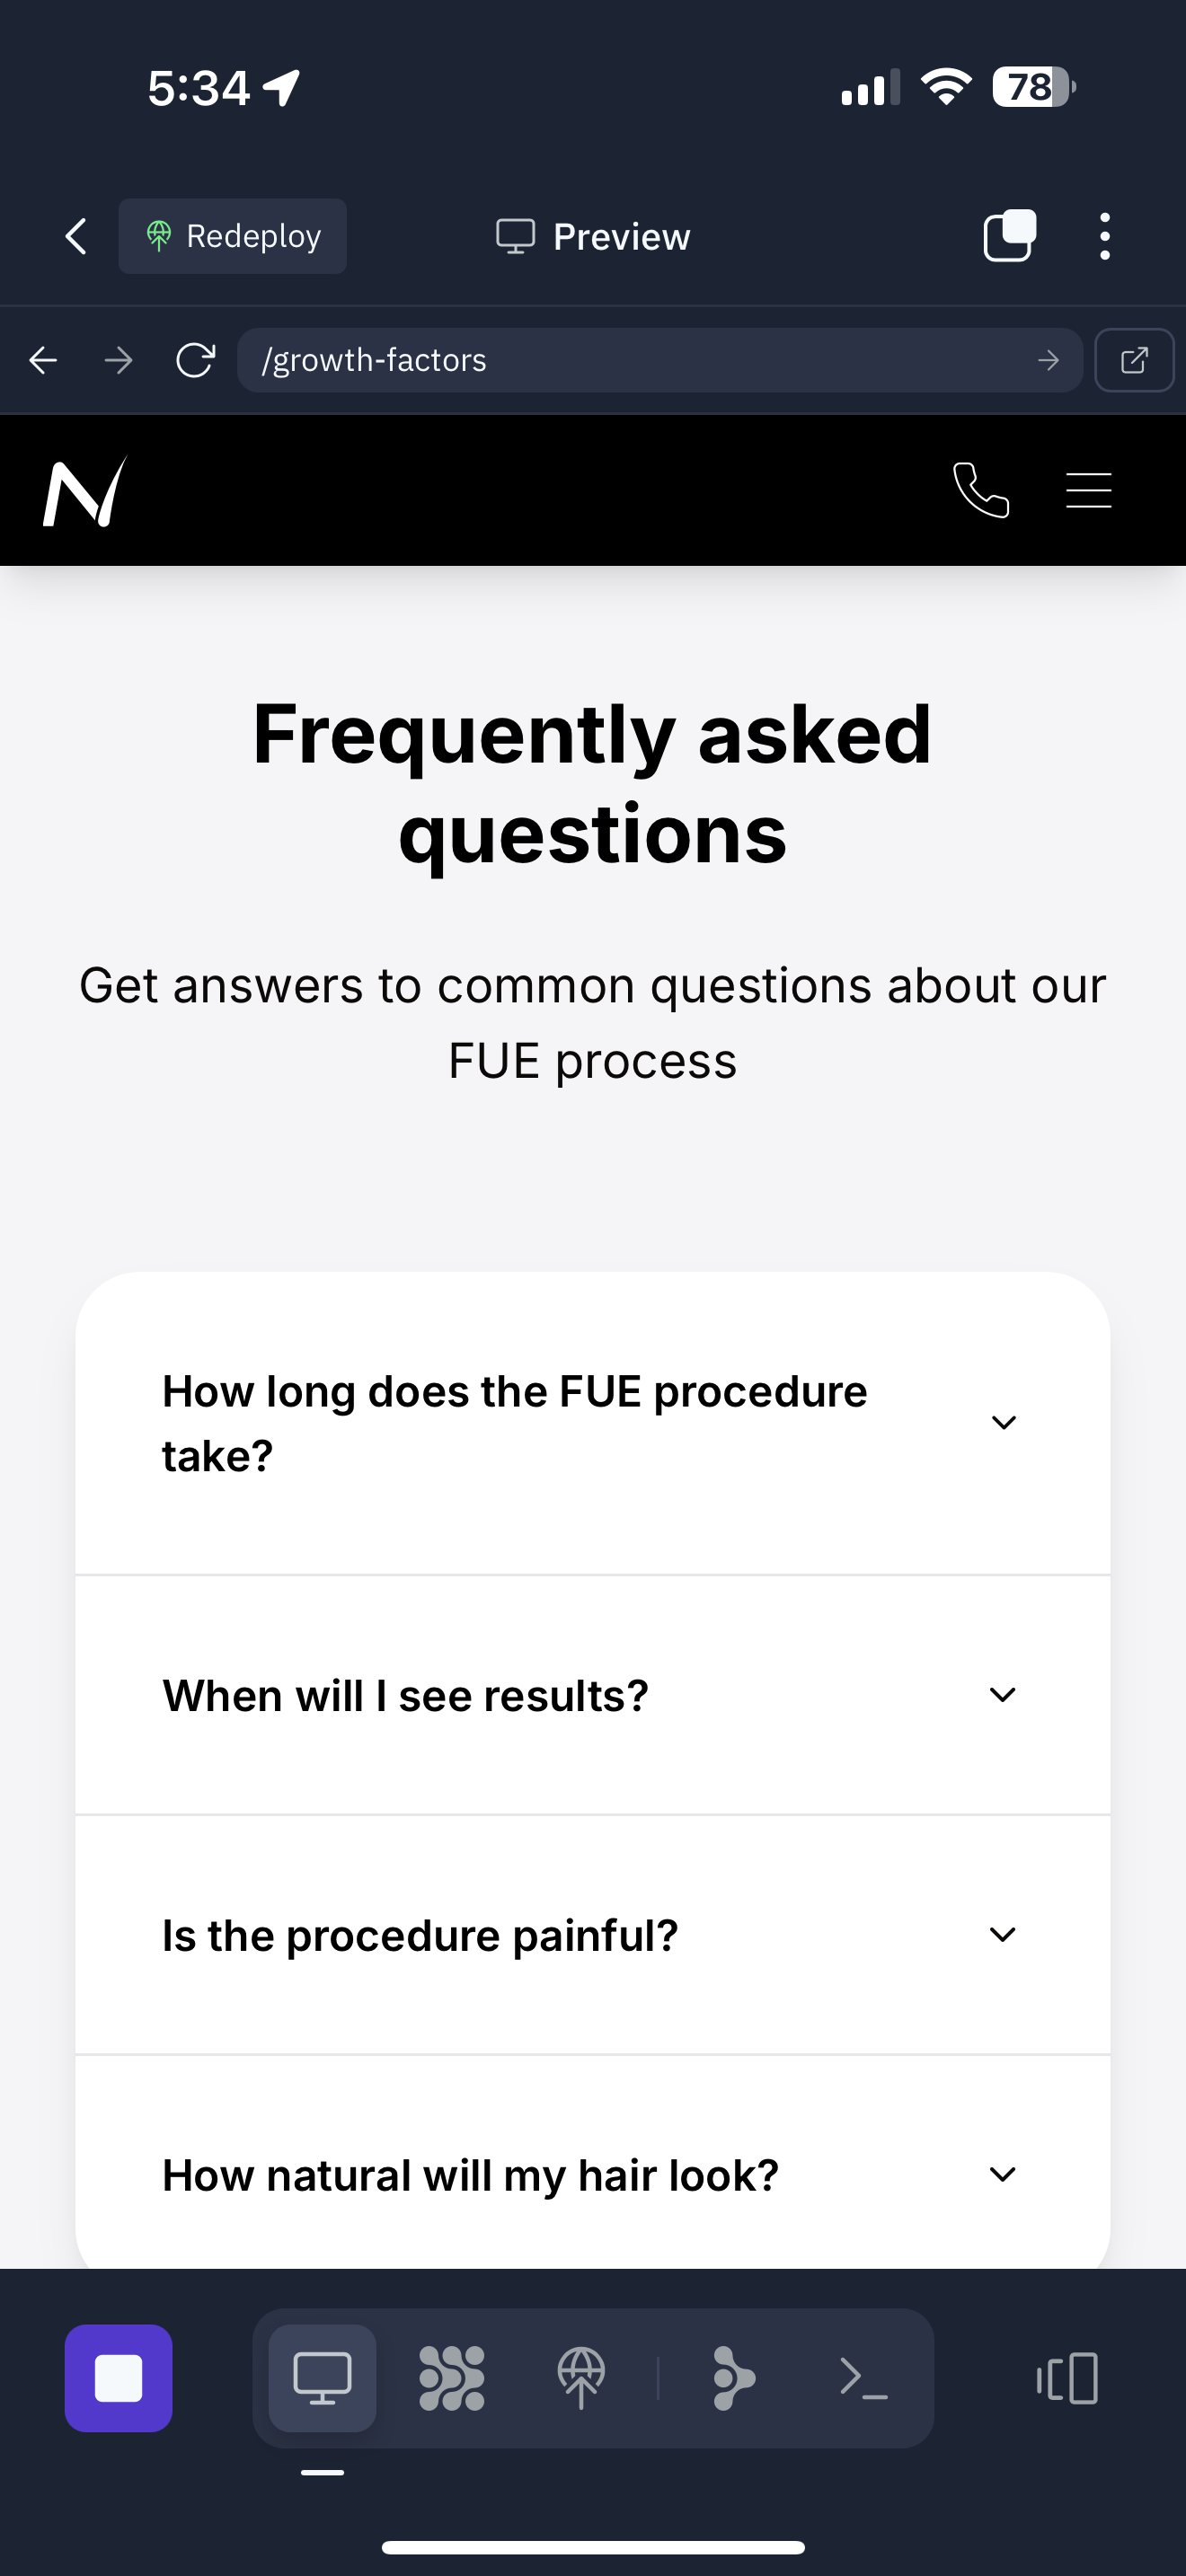 5:34
78
Redeploy
Preview
/growth-factors
Frequently asked
questions
Get answers to common questions about our
FUE process
How long does the FUE procedure
take?
When will I see results?
Is the procedure painful?
How natural will my hair look?